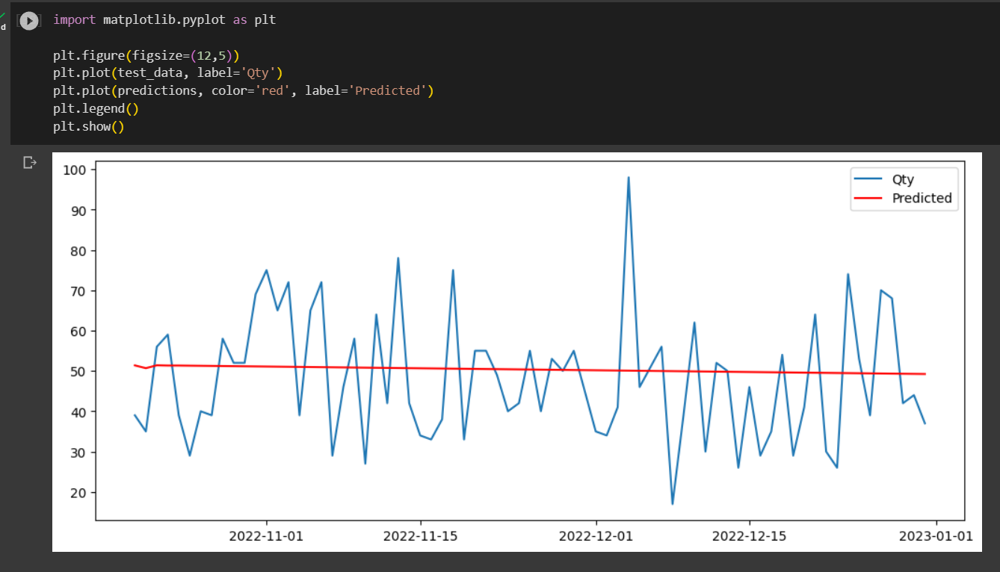 d
import matplotlib.pyplot as plt
plt.figure(figsize=(12,5))
plt.plot(test_data, label='Qty')
plt.plot(predictions, color='red', label='Predicted')
plt.legend()
plt.show()
100
90
80
70
60
50
40
30
20
Qty
Predicted
2022-11-01 2022-11-15 2022-12-01 2022-12-15 2023-01-01